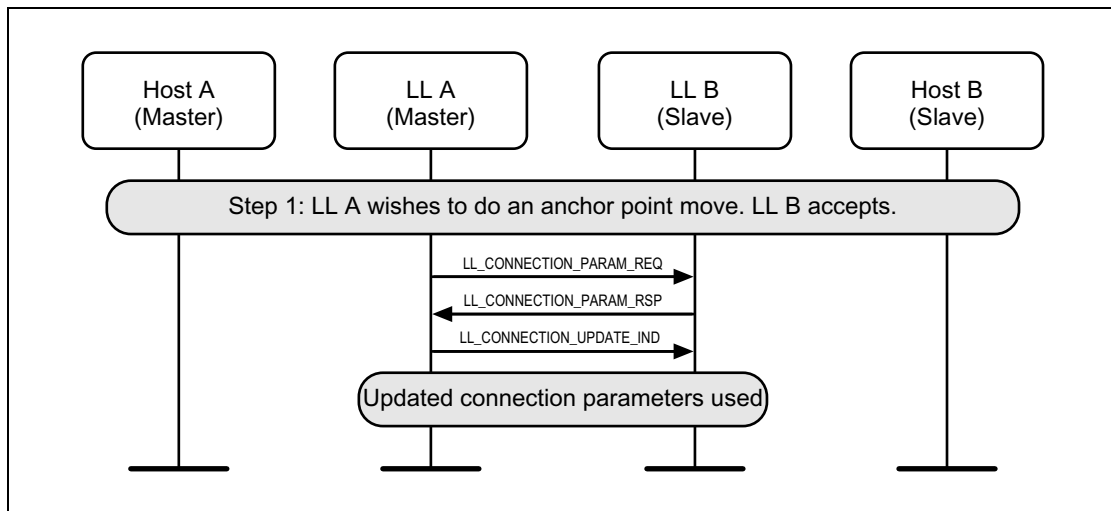 Host A
(Master)
LL A
(Master)
LL B
(Slave)
Host B
(Slave)
Step 1: LL A wishes to do an anchor point move. LL B accepts.
LL_CONNECTION_PARAM_REQ
LL_CONNECTION_PARAM_RSP
LL_CONNECTION_UPDATE_IND
Updated connection parameters used